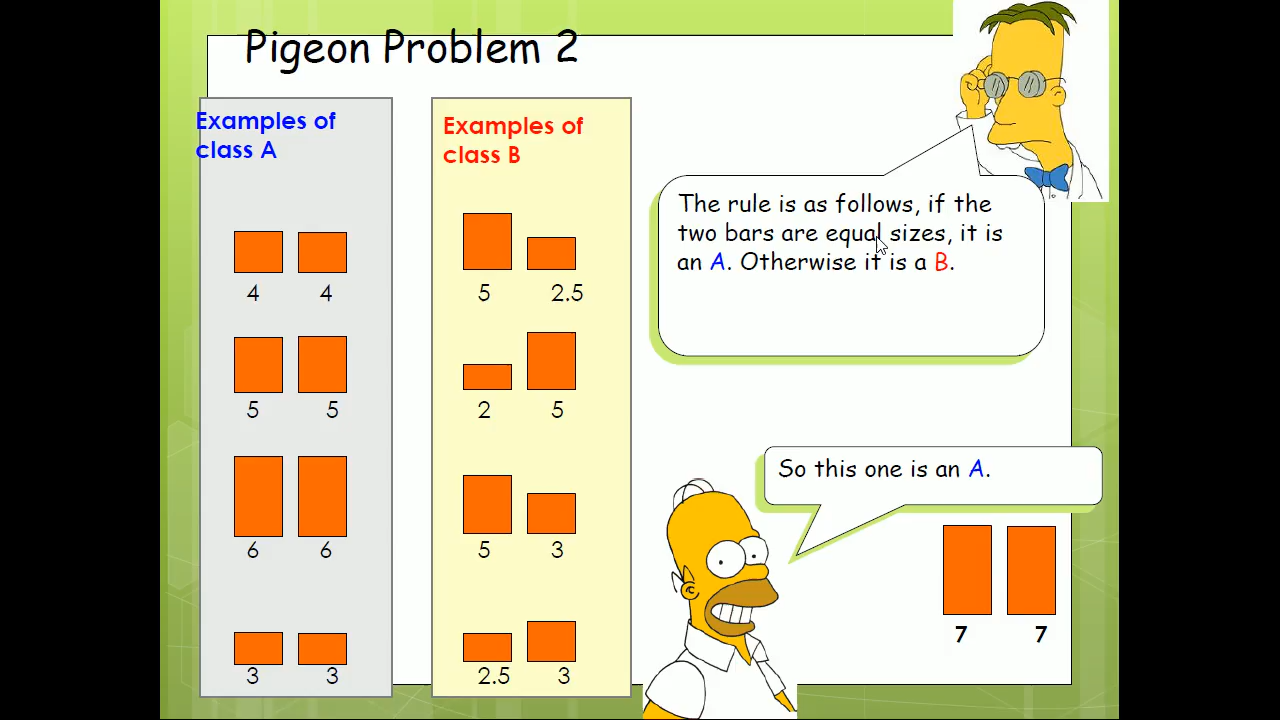 Pigeon Problem 2
Examples of
class A
4 4
5 5
6 6
3 3
Examples of
class B
5 2.5
2 5
5 3
2.5 3
The rule is as follows, if the
two bars are equal sizes, it is
an A. Otherwise it is a B.
So this one is an A.
7 7